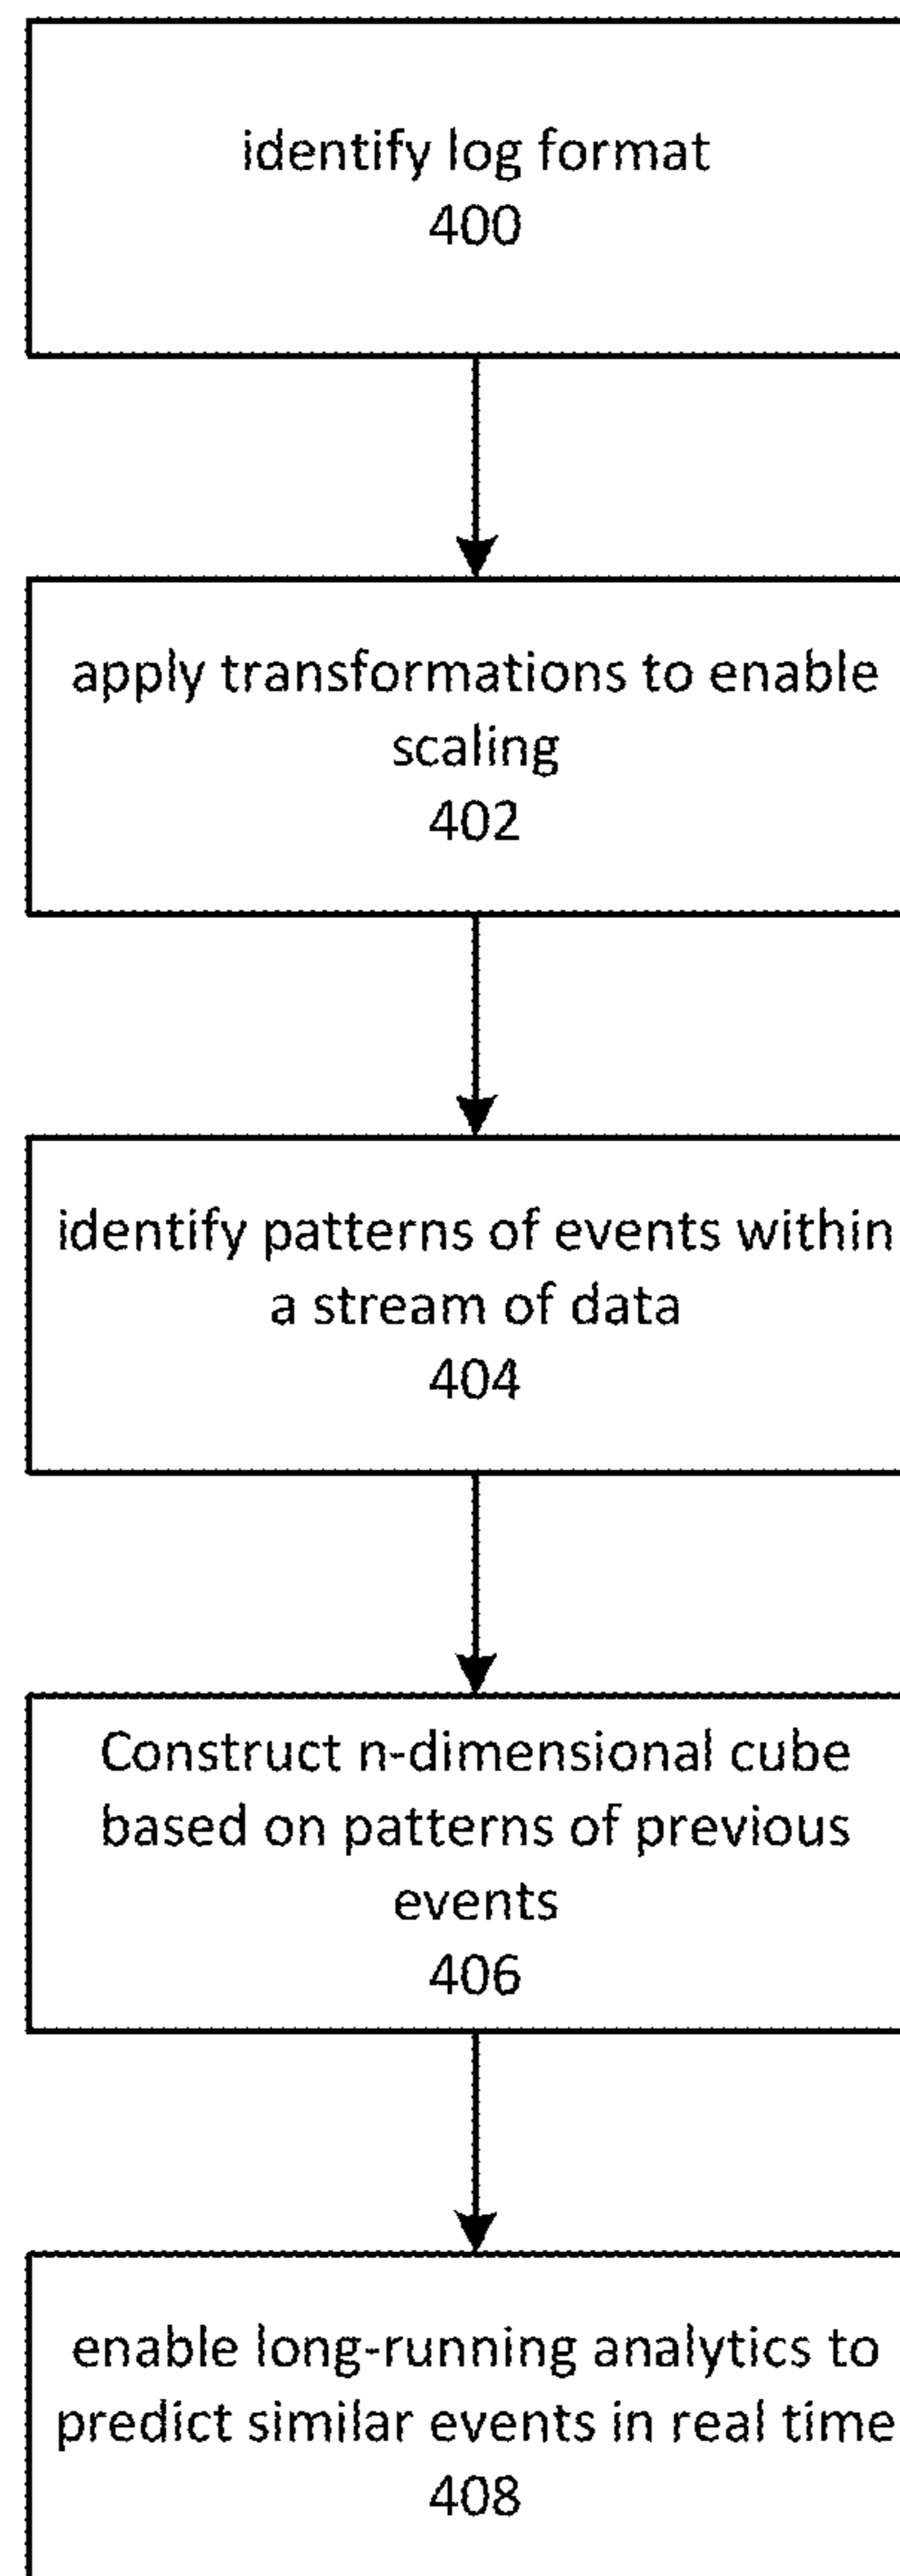 identify log format
400
apply transformations to enable
scaling
402
identify patterns of events within
a stream of data
404
Construct n-dimensional cube
based on patterns of previous
events
406
enable long-running analytics to
predict similar events in real time
408